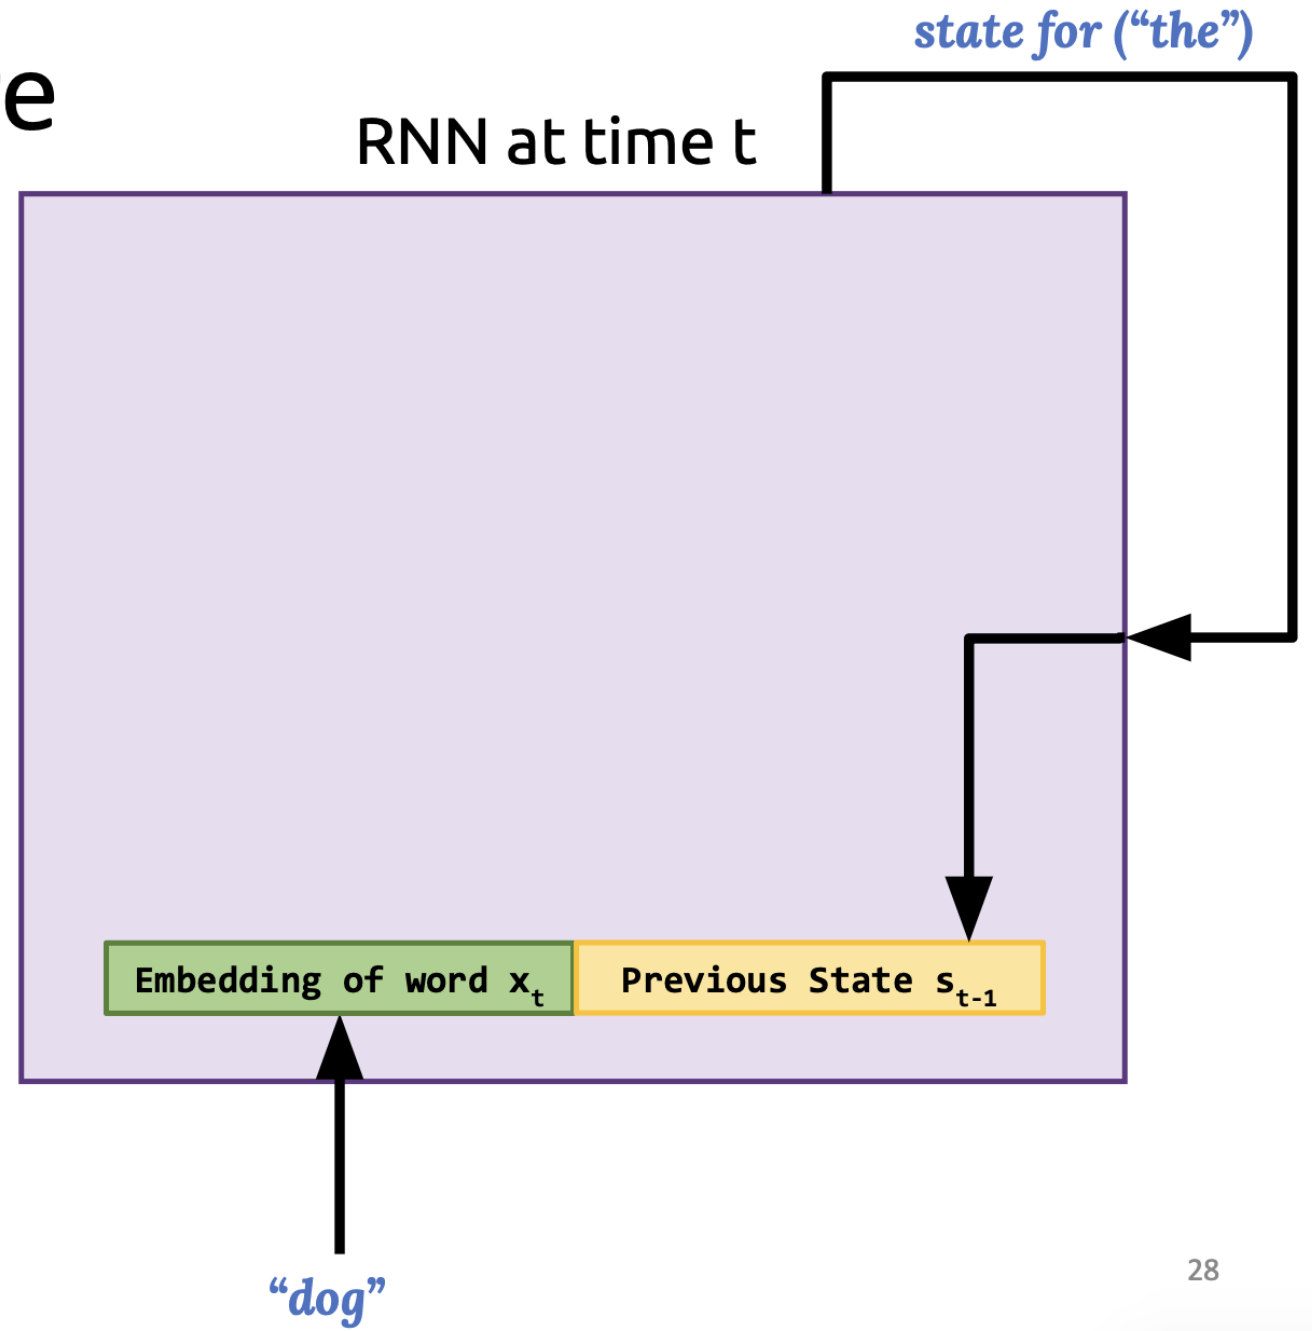 state for (“the”)
e
RNN at time t
Embedding of word xt
Previous State st-1
“dog”
28